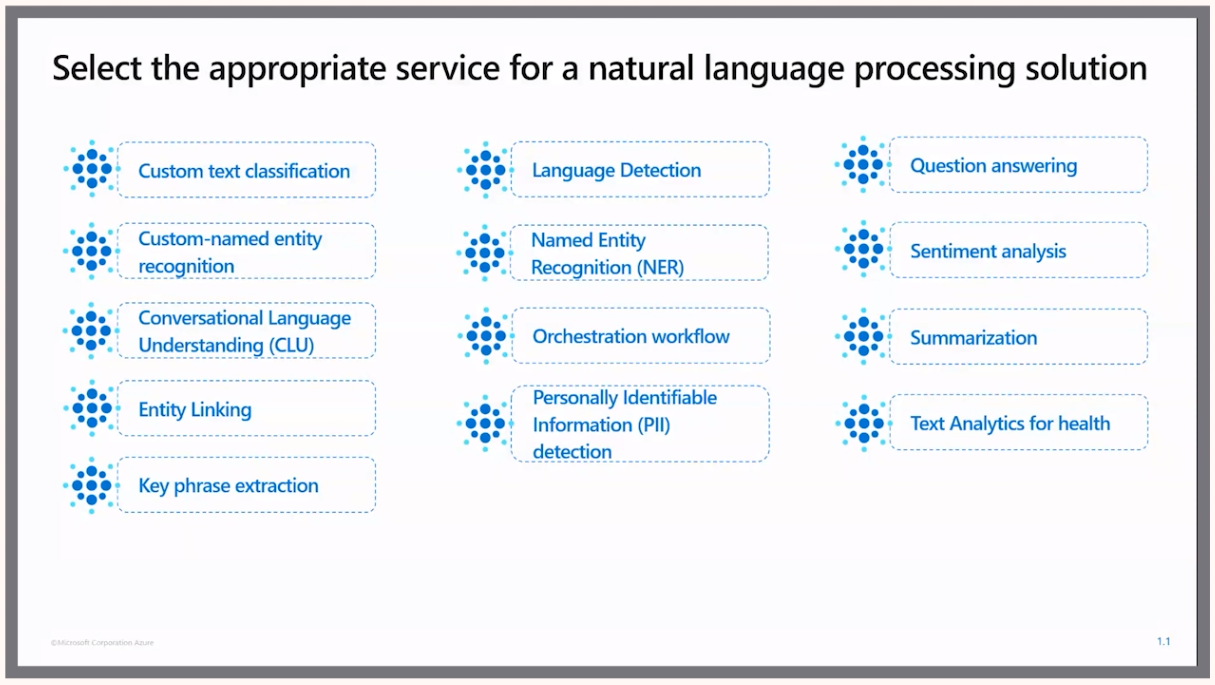 Select the appropriate service for a natural language processing solution
Custom text classification
Custom-named entity
recognition
Conversational Language
Understanding (CLU)
Entity Linking
Key phrase extraction
Language Detection
Named Entity
Recognition (NER)
Orchestration workflow
Personally Identifiable
Information (PII)
detection
Question answering
Sentiment analysis
Summarization
Text Analytics for health
©Microsoft Corporation Azure
1.1